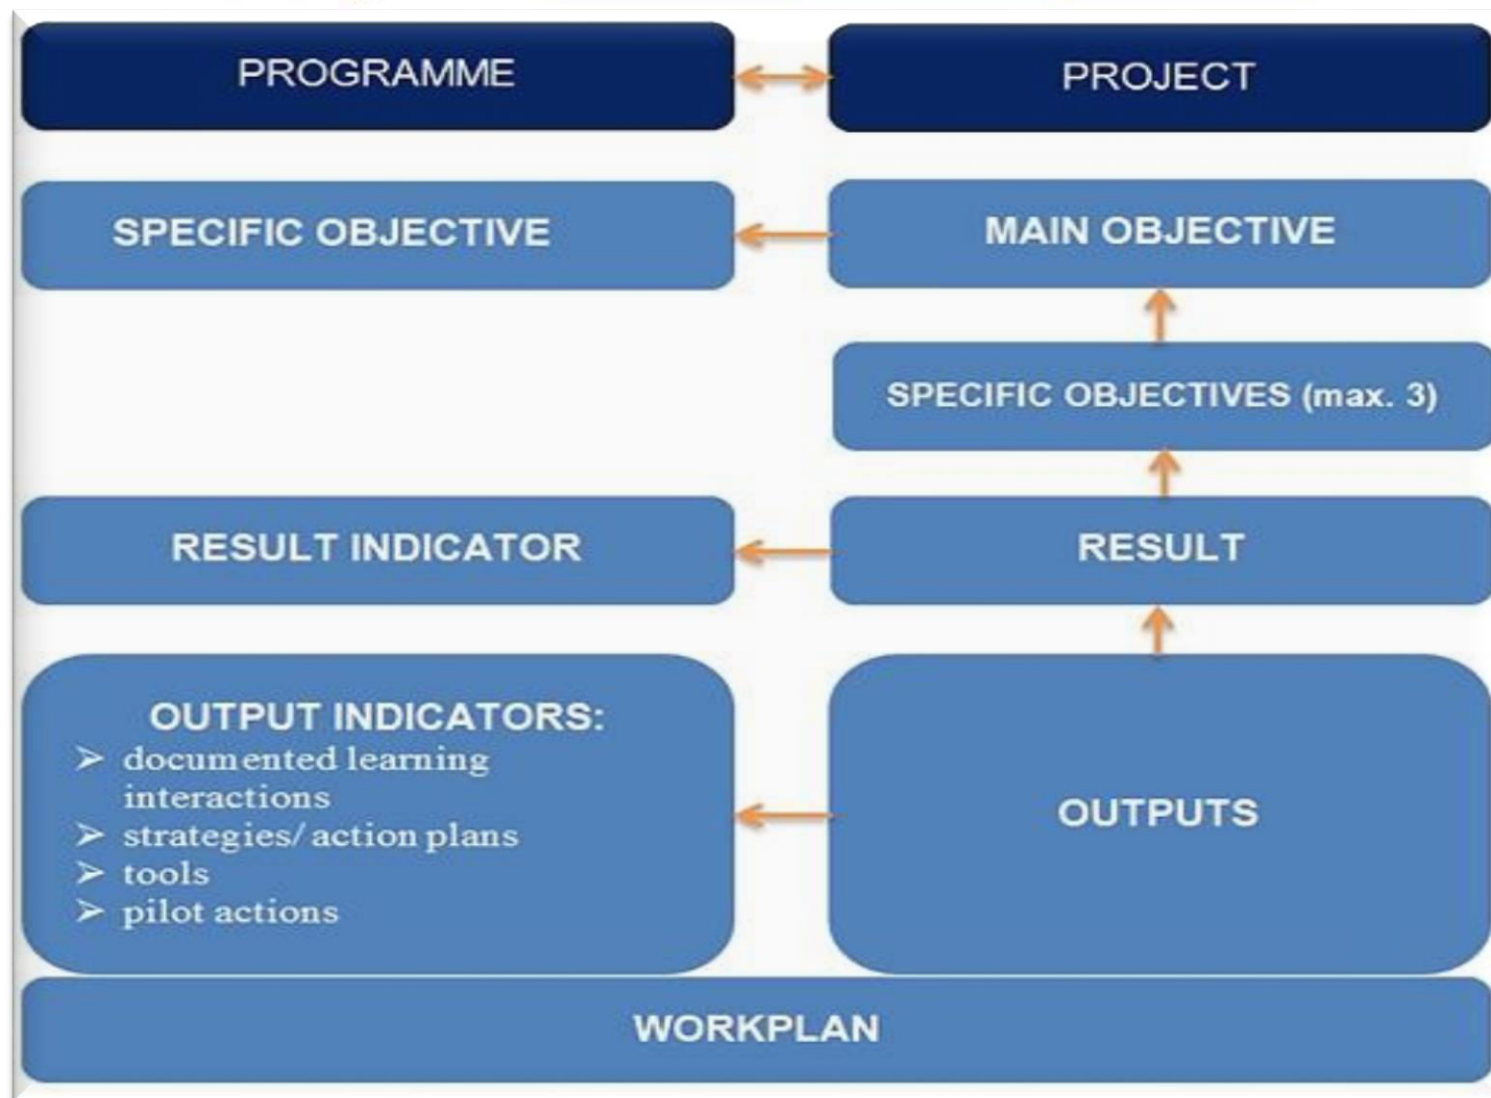 PROGRAMME
PROJECT
SPECIFIC OBJECTIVE
MAIN OBJECTIVE
SPECIFIC OBJECTIVES (max. 3)
RESULT INDICATOR
RESULT
OUTPUT INDICATORS:
➢ documented learning
interactions
➢ strategies/ action plans
➢ tools
➢ pilot actions
OUTPUTS
WORKPLAN